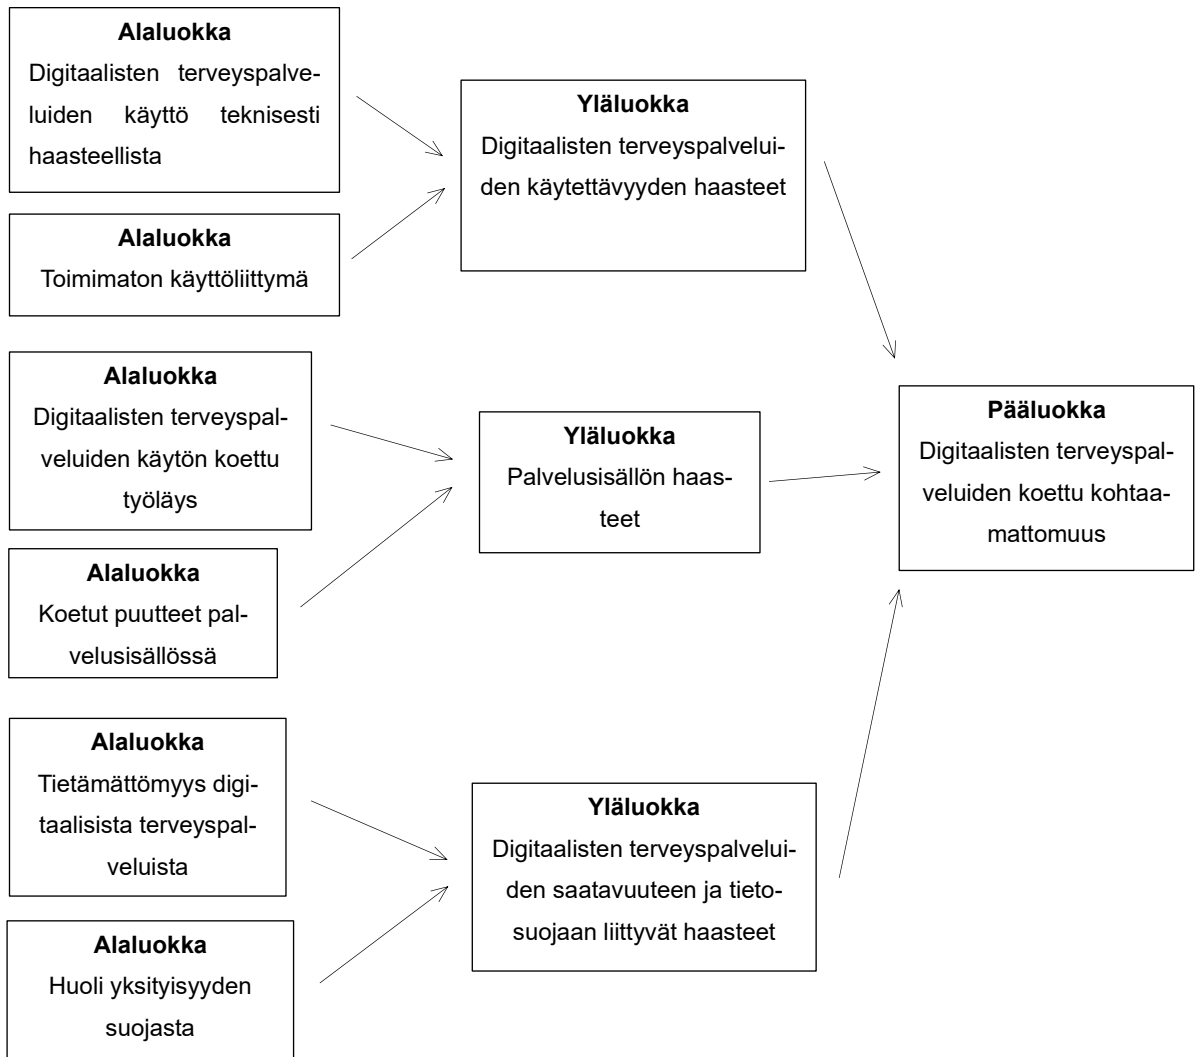 Alaluokka
Digitaalisten terveyspalve-
luiden käyttö teknisesti
haasteellista
Alaluokka
Toimimaton käyttöliittymä
Alaluokka
Digitaalisten terveyspal-
veluiden käytön koettu
työläys
Alaluokka
Koetut puutteet pal-
velusisällössä
Alaluokka
Tietämättömyys digi-
taalisista terveyspal-
veluista
Alaluokka
Huoli yksityisyyden
suojasta
Yläluokka
Digitaalisten terveyspalvelui-
den käytettävyyden haasteet
Yläluokka
Palvelusisällön haas-
teet
Yläluokka
Digitaalisten terveyspalvelui-
den saatavuuteen ja tieto-
suojaan liittyvät haasteet
Pääluokka
Digitaalisten terveyspal-
veluiden koettu kohtaa-
mattomuus